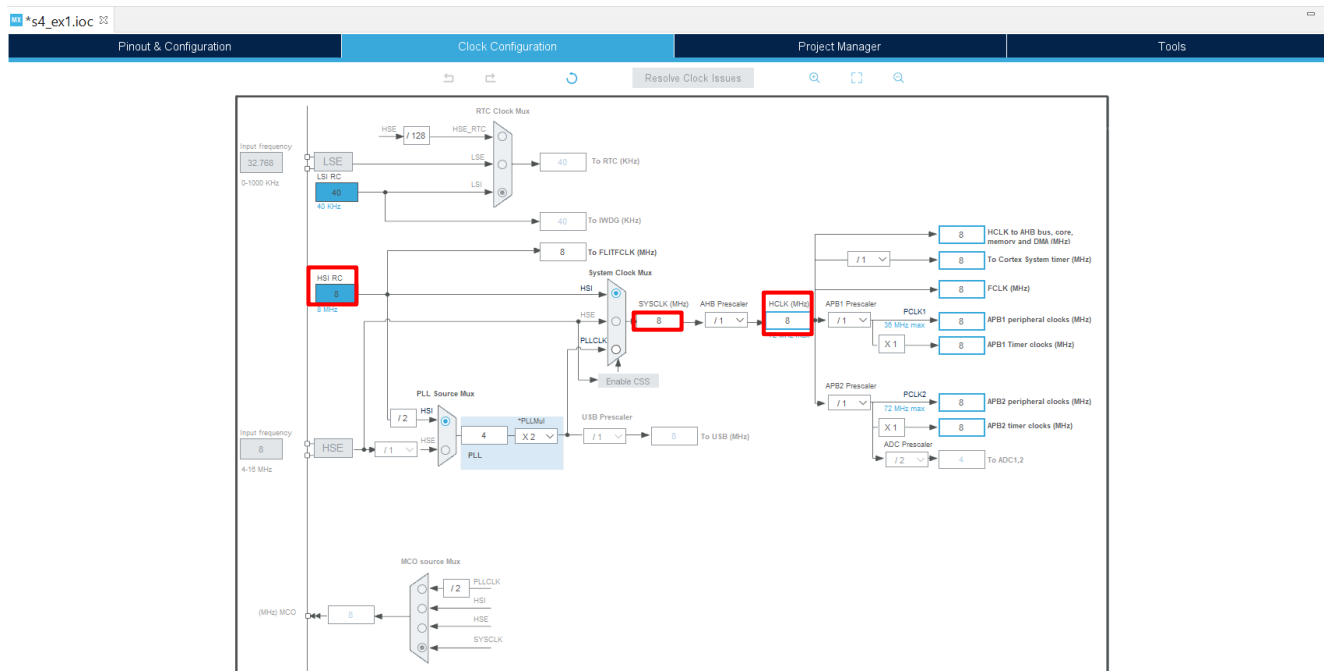 MX *s4_ex1.ioc
Pinout & Configuration
Clock Configuration
Project Manager
Tools
Resolve Clock Issues
RTC Clock Mux
HSE
/ 128
HSE_RTC
Input frequency
32.768
0-1000 KHz
LSE
LSE
40
To RTC (KHz)
LSI RC
40
40 KHz
LSI
40
To IWDG (KHz)
8
To FLITFCLK (MHz)
HSI RC
8
8 MHz
System Clock Mux
HSI
HSE
PLLCLK
SYSCLK (MHz)
8
AHB Prescaler
/ 1
HCLK (MHz)
8
72 MHz max
8
HCLK to AHB bus, core,
memory and DMA (MHz)
/ 1
8
To Cortex System timer (MHz)
8
FCLK (MHz)
APB1 Prescaler
/ 1
PCLK1
36 MHz max
8
APB1 peripheral clocks (MHz)
X 1
8
APB1 Timer clocks (MHz)
Enable CSS
APB2 Prescaler
/ 1
PCLK2
72 MHz max
8
APB2 peripheral clocks (MHz)
X 1
8
APB2 timer clocks (MHz)
ADC Prescaler
/ 2
4
To ADC1,2
PLL Source Mux
/ 2
HSI
HSE
4
*PLLMul
X 2
PLL
USB Prescaler
/ 1
8
To USB (MHz)
Input frequency
8
4-16 MHz
HSE
/ 1
MCO source Mux
PLLCLK
/ 2
HSI
HSE
SYSCLK
(MHz) MCO
8